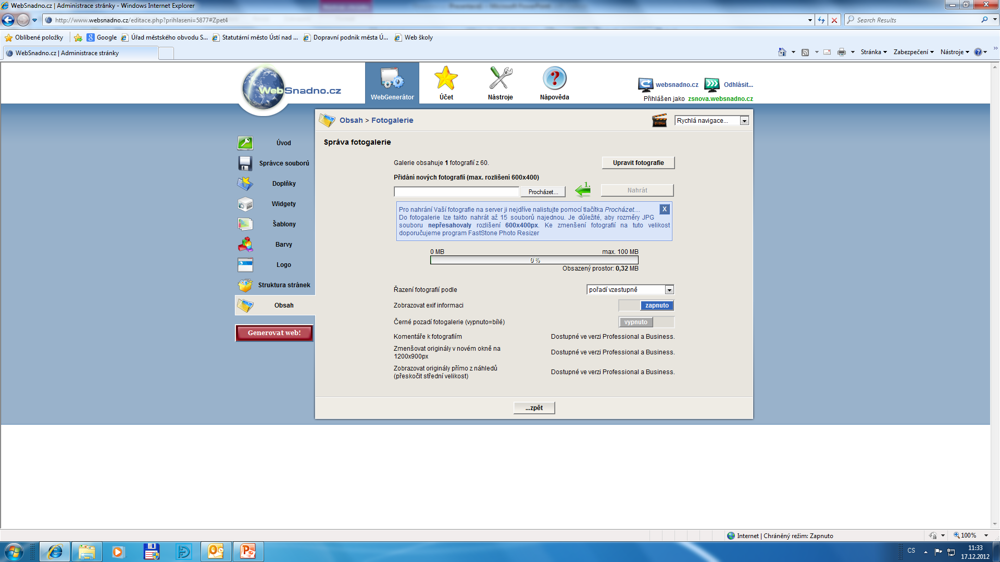 WebSnadno.cz | Administrace stránky - Windows Internet Explorer
http://www.websnadno.cz/editace.php?prihlaseni=5877#Zpet4
Search Results
Oblíbené položky
Google
Úřad městského obvodu S...
Statutární město Ústí nad ...
Dopravní podnik města Ú...
Web školy
WebSnadno.cz | Administrace stránky
Stránka
Zabezpečení
Nástroje
WebSnadno.cz
WebGenerátor
Účet
Nástroje
Nápověda
websnadno.cz
Odhlásit...
Přihlášen jako zsnova.websnadno.cz
Obsah > Fotogalerie
Rychlá navigace...
Úvod
Správce souborů
Doplňky
Widgety
Šablony
Barvy
Logo
Struktura stránek
Obsah
Generovat web!
Správa fotogalerie
Galerie obsahuje 1 fotografií z 60.
Upravit fotografie
Přidání nových fotografií (max. rozlišení 600x400)
Procházet...
1.
Nahrát
Pro nahrání Vaší fotografie na server ji nejdříve nalistujte pomocí tlačítka Procházet....
X
Do fotogalerie lze takto nahrát až 15 souborů najednou. Je důležité, aby rozměry JPG
souboru nepřesahovaly rozlišení 600x400px. Ke zmenšení fotografií na tuto velikost
doporučujeme program FastStone Photo Resizer
0 MB
max. 100 MB
0 %
Obsazený prostor: 0,32 MB
Řazení fotografií podle
pořadí vzestupně
Zobrazovat exif informaci
zapnuto
Černé pozadí fotogalerie (vypnuto=bílé)
vypnuto
Komentáře k fotografiím
Dostupné ve verzi Professional a Business.
Zmenšovat originály v novém okně na
1200x900px
Dostupné ve verzi Professional a Business.
Zobrazovat originály přímo z náhledů
(přeskočit střední velikost)
Dostupné ve verzi Professional a Business.
...zpět
Internet | Chráněný režim: Zapnuto
100%
CS
11:33
17.12.2012